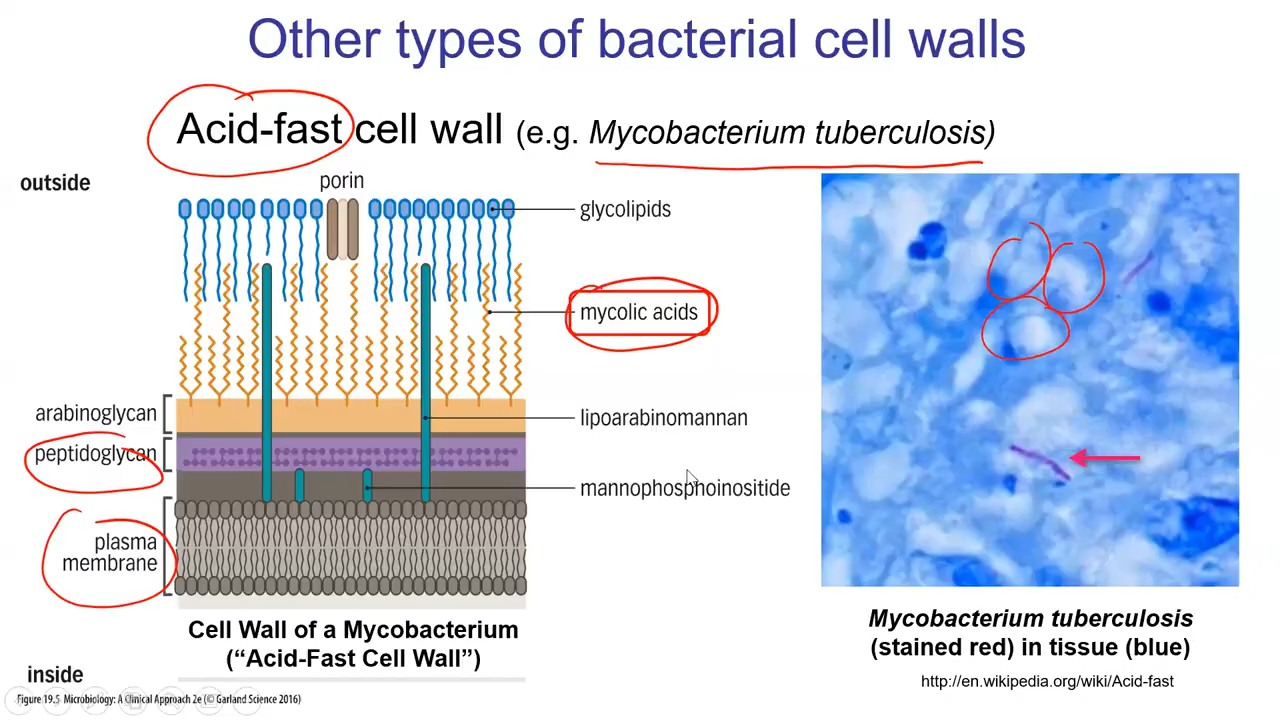 Other types of bacterial cell walls
Acid-fast cell wall (e.g. Mycobacterium tuberculosis)
outside
porin
glycolipids
mycolic acids
arabinoglycan
lipoarabinomannan
peptidoglycan
mannophosphoinositide
plasma
membrane
Cell Wall of a Mycobacterium
(“Acid-Fast Cell Wall”)
inside
Figure 19.5 Microbiology: A Clinical Approach 2e (© Garland Science 2016)
Mycobacterium tuberculosis
(stained red) in tissue (blue)
http://en.wikipedia.org/wiki/Acid-fast